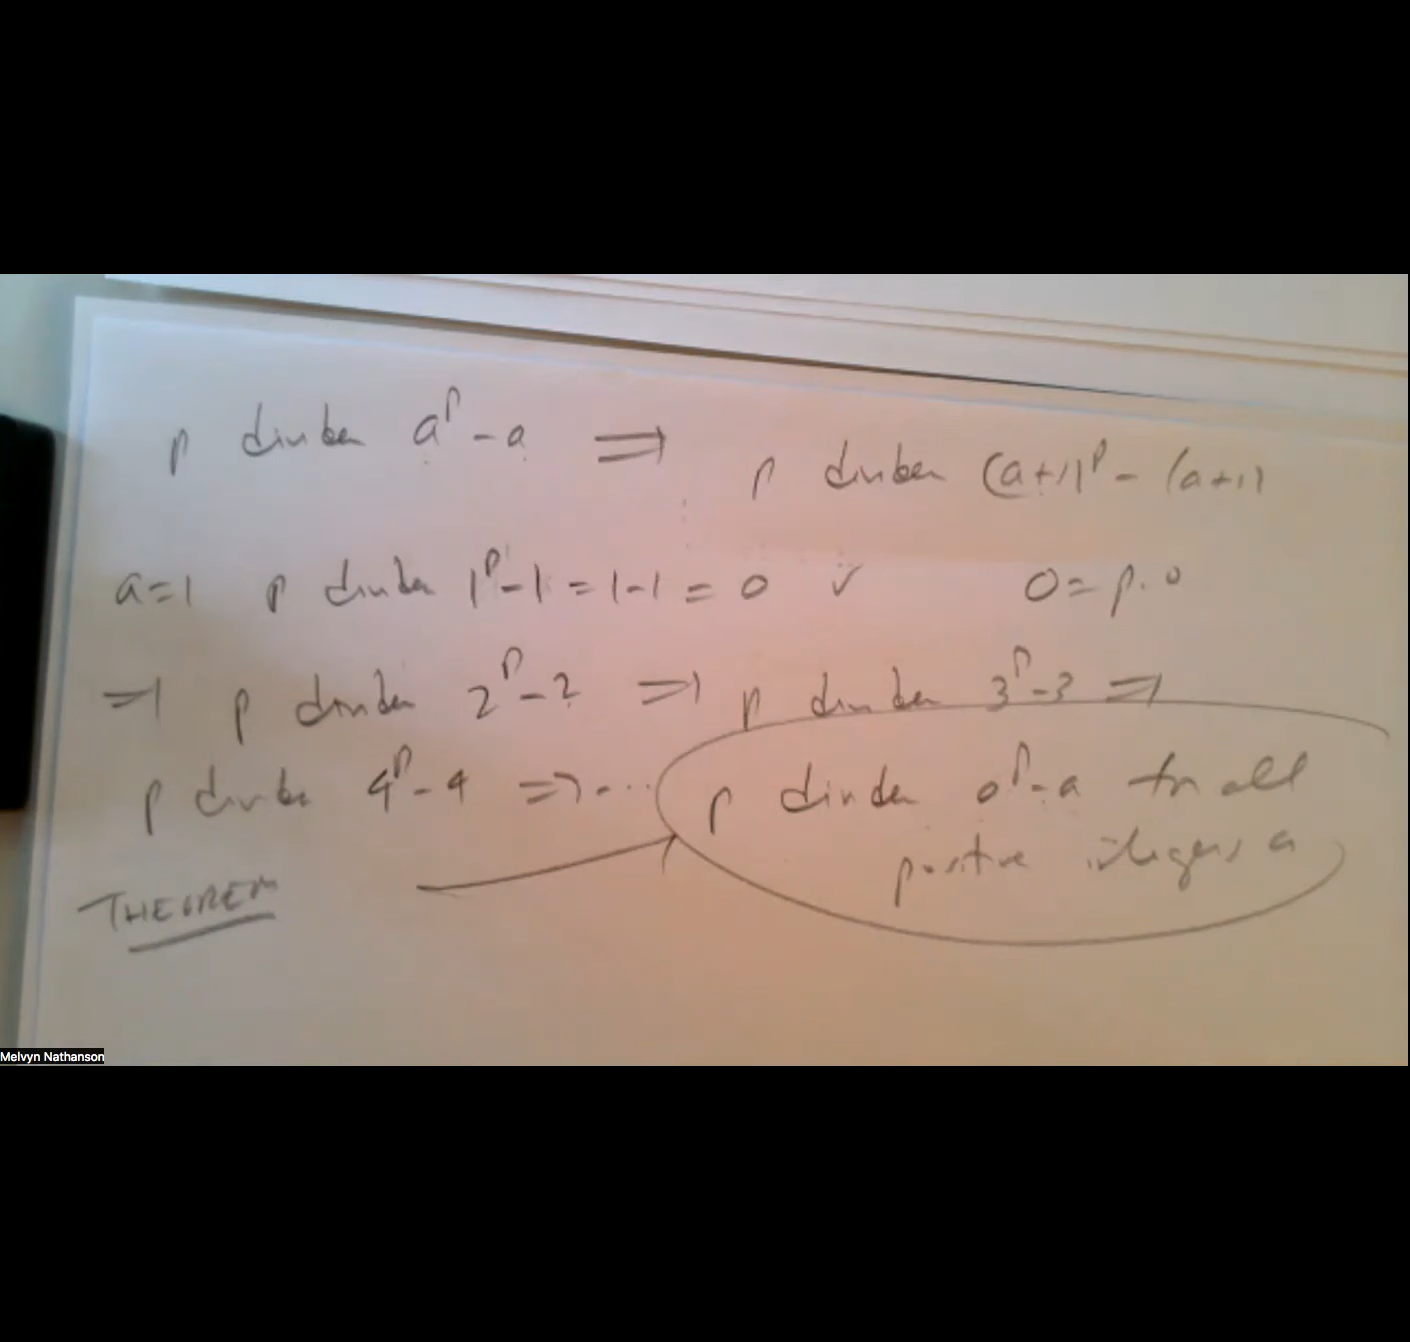 p divides a^p - a ⟹ p divides (a+1)^p - (a+1)
a=1 p divides 1^p - 1 = 1-1 = 0 ✓ 0 = p·0
⟹ p divides 2^p - 2 ⟹ p divides 3^p - 3 ⟹
p divides 4^p - 4 ⟹ ... p divides a^p - a for all
positive integers a
THEOREM
Melvyn Nathanson